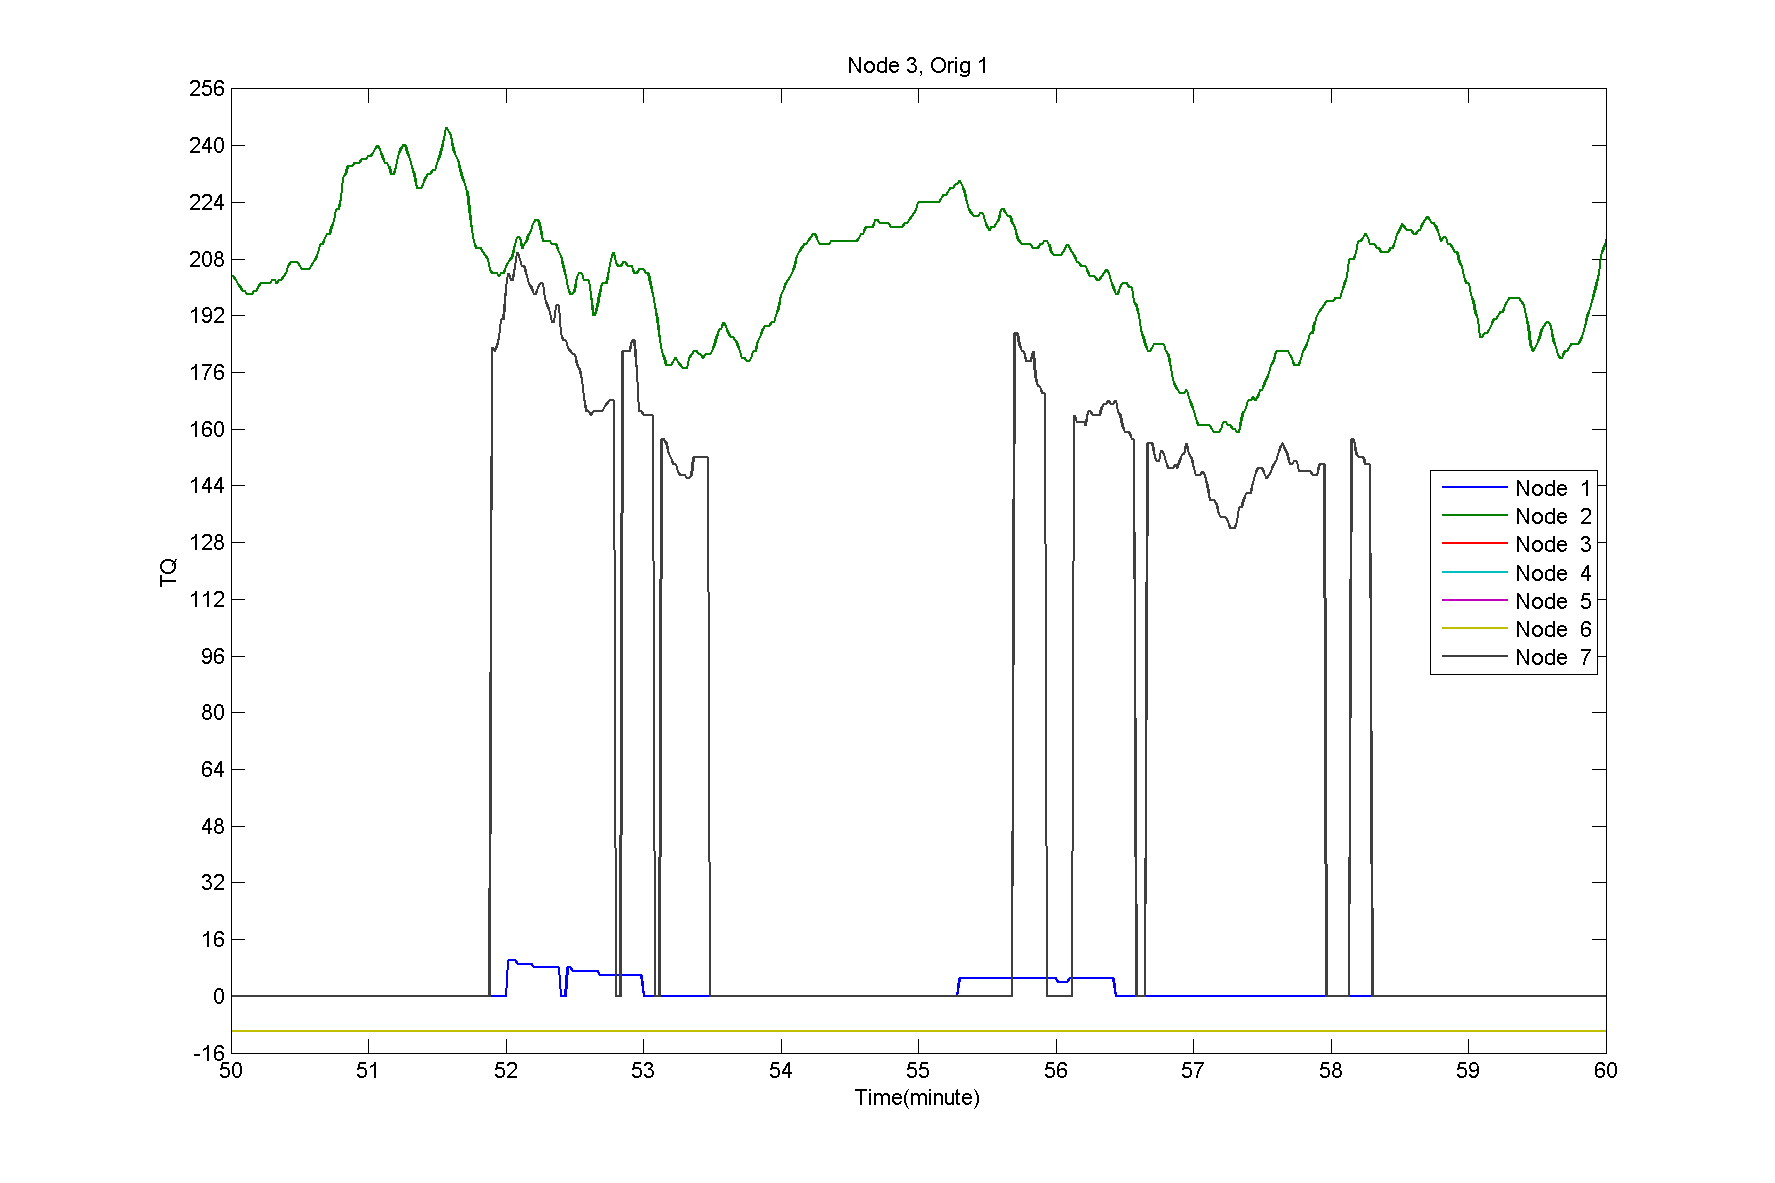 Node 3, Orig 1
256
240
224
208
192
176
160
144
128
112
96
80
64
48
32
16
0
-16
TQ
Node 1
Node 2
Node 3
Node 4
Node 5
Node 6
Node 7
50 51 52 53 54 55 56 57 58 59 60
Time(minute)